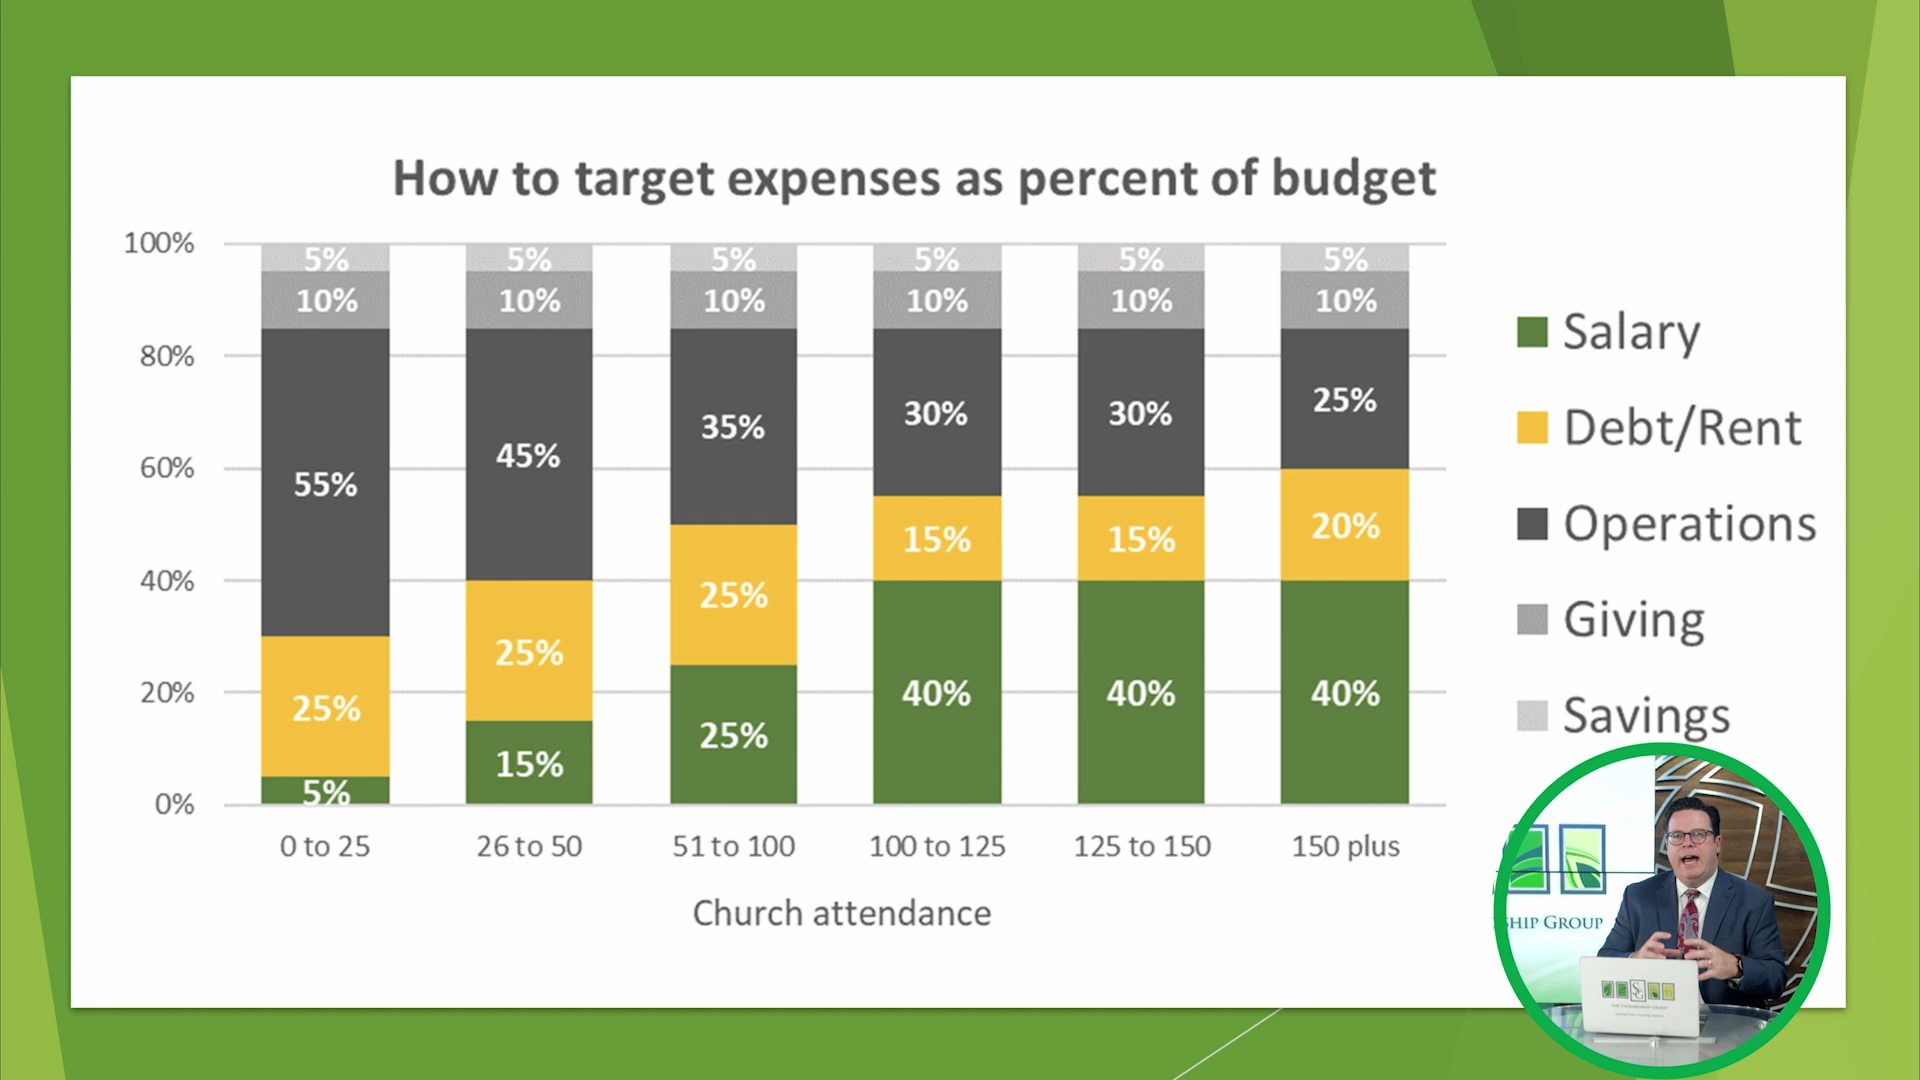 How to target expenses as percent of budget
100%
80%
60%
40%
20%
0%
5% 5% 5% 5% 5% 5%
10% 10% 10% 10% 10% 10%
55% 45% 35% 30% 30% 25%
25% 25% 25% 15% 15% 20%
5% 15% 25% 40% 40% 40%
0 to 25 26 to 50 51 to 100 100 to 125 125 to 150 150 plus
Church attendance
Salary
Debt/Rent
Operations
Giving
Savings
SHIP GROUP